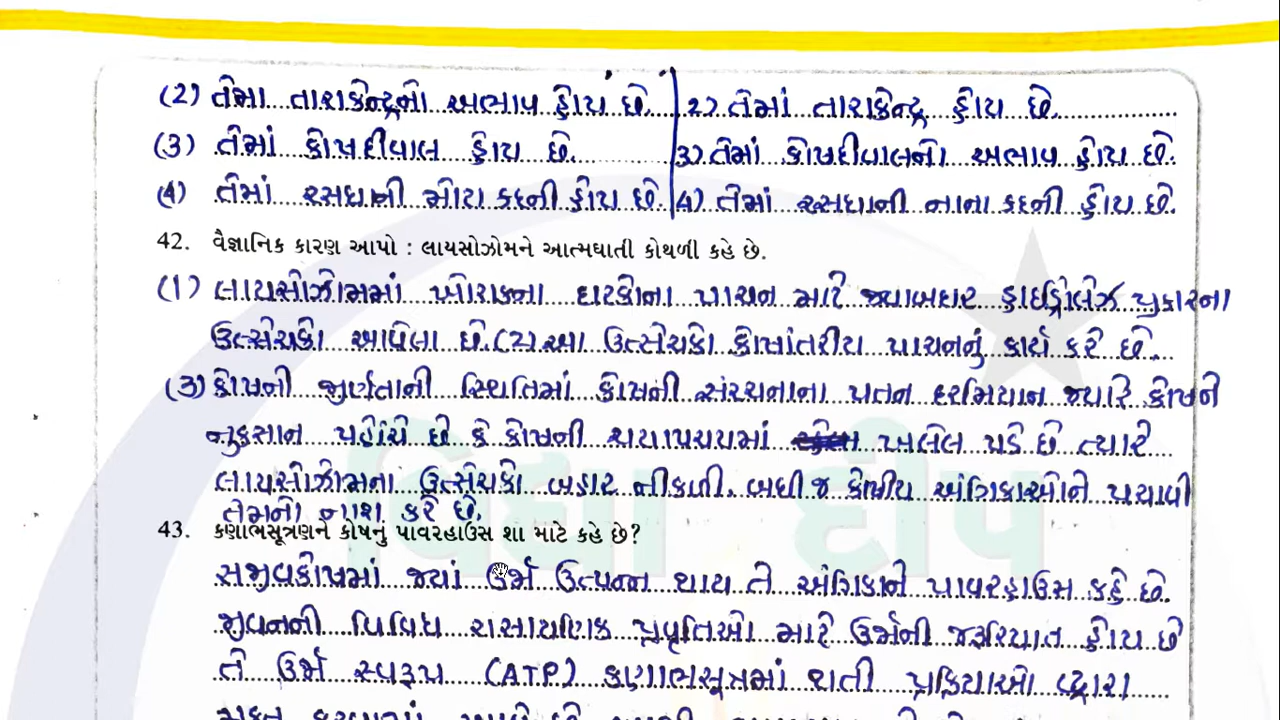 (2) તેમાં તારાકેન્દ્રનો અભાવ હોય છે. 2) તેમાં તારાકેન્દ્ર હોય છે.
(3) તેમાં કોષદીવાલ હોય છે. 3) તેમાં કોષદીવાલનો અભાવ હોય છે.
(4) તેમાં રસધાની મોટા કદની હોય છે. 4) તેમાં રસધાની નાના કદની હોય છે.
42. વૈજ્ઞાનિક કારણ આપો : લાયસોઝોમને આત્મઘાતી કોથળી કહે છે.
(1) લાયસોઝોમમાં ખોરાકના ઘટકોના પાચન માટે જવાબદાર હાઈડ્રોલેઝ પ્રકારના
ઉત્સેચકો આવેલા છે. (2) આ ઉત્સેચકો કોષાંતરીય પાચનનું કાર્ય કરે છે.
(3) કોષની જીર્ણતાની સ્થિતિમાં કોષની સંરચનાના પતન દરમિયાન જ્યારે કોષને
નુકસાન પહોંચે છે કે કોષની ચયાપચયમાં ખલેલ પડે છે ત્યારે
લાયસોઝોમના ઉત્સેચકો બહાર નીકળી, બધી જ કોષીય અંગિકાઓને પચાવી
તેમનો નાશ કરે છે.
43. કણાભસૂત્રણને કોષનું પાવરહાઉસ શા માટે કહે છે?
સજીવકોષમાં જ્યાં ઉર્જા ઉત્પન્ન થાય તે અંગિકાને પાવરહાઉસ કહે છે.
જીવનની વિવિધ રાસાયણિક પ્રવૃતિઓ માટે ઉર્જાની જરૂરિયાત હોય છે
તે ઉર્જા સ્વરૂપ (ATP) કણાભસૂત્રમાં થતી પ્રક્રિયાઓ દ્વારા
વિદ્યા દીપ